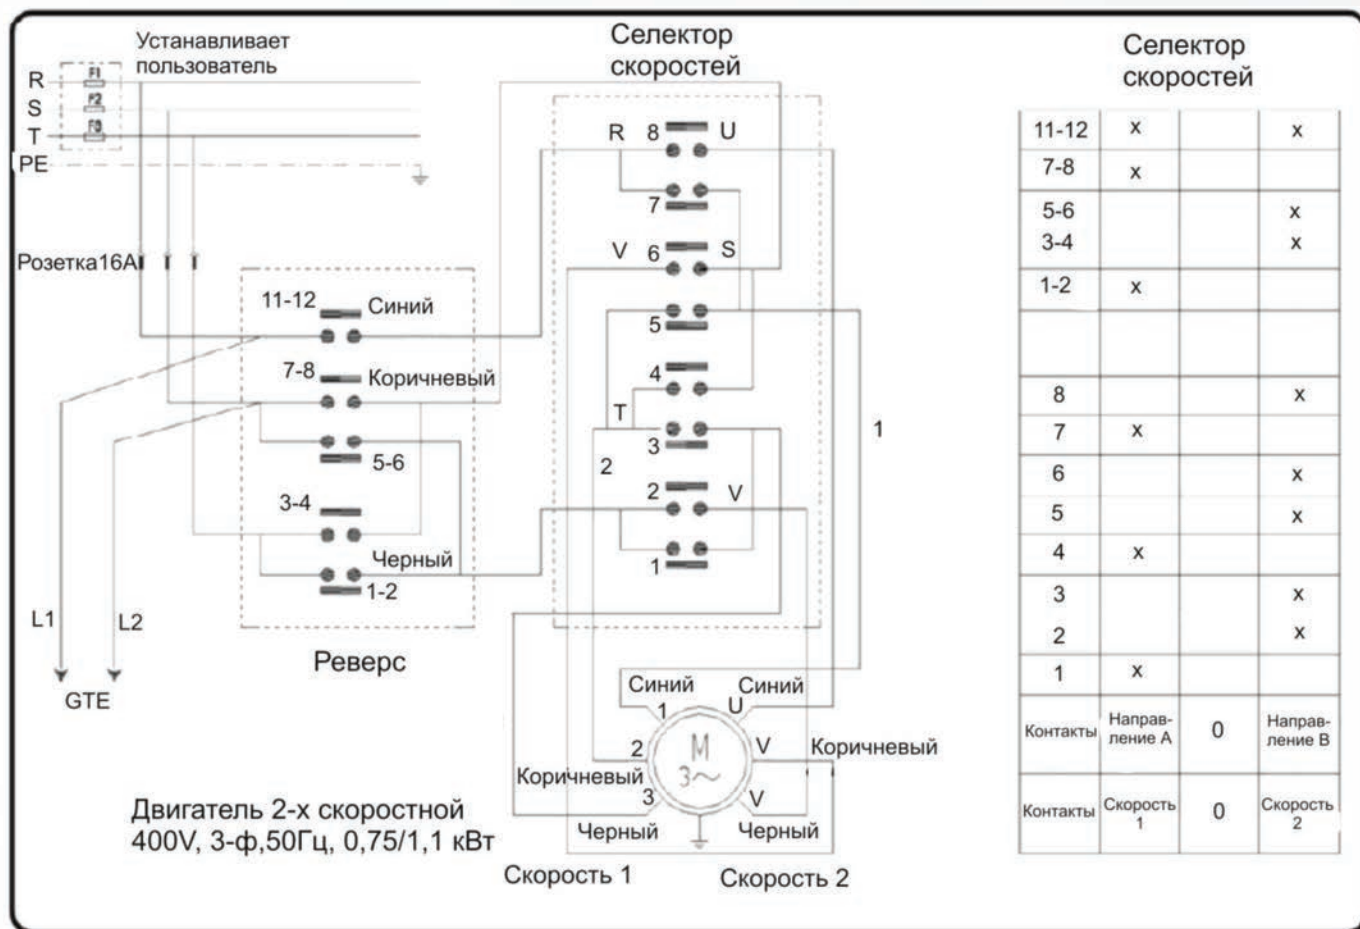 Устанавливает
пользователь
R
F1
S
F2
T
PE
Розетка16А
11-12
Синий
7-8
Коричневый
5-6
3-4
Черный
1-2
Реверс
L1
L2
GTE
Селектор
скоростей
R
8
U
7
V
6
S
5
4
T
3
2
2
V
1
1
Синий
Синий
1
U
2
M
3~
V
Коричневый
Коричневый
3
V
Черный
Черный
Двигатель 2-х скоростной
400V, 3-ф,50Гц, 0,75/1,1 кВт
Скорость 1
Скорость 2
Селектор
скоростей
11-12 x x
7-8 x
5-6 x
3-4 x
1-2 x
8 x
7 x
6 x
5 x
4 x
3 x
2 x
1 x
Контакты Направ- 0 Направ-
ление А ление В
Контакты Скорость 0 Скорость
1 2